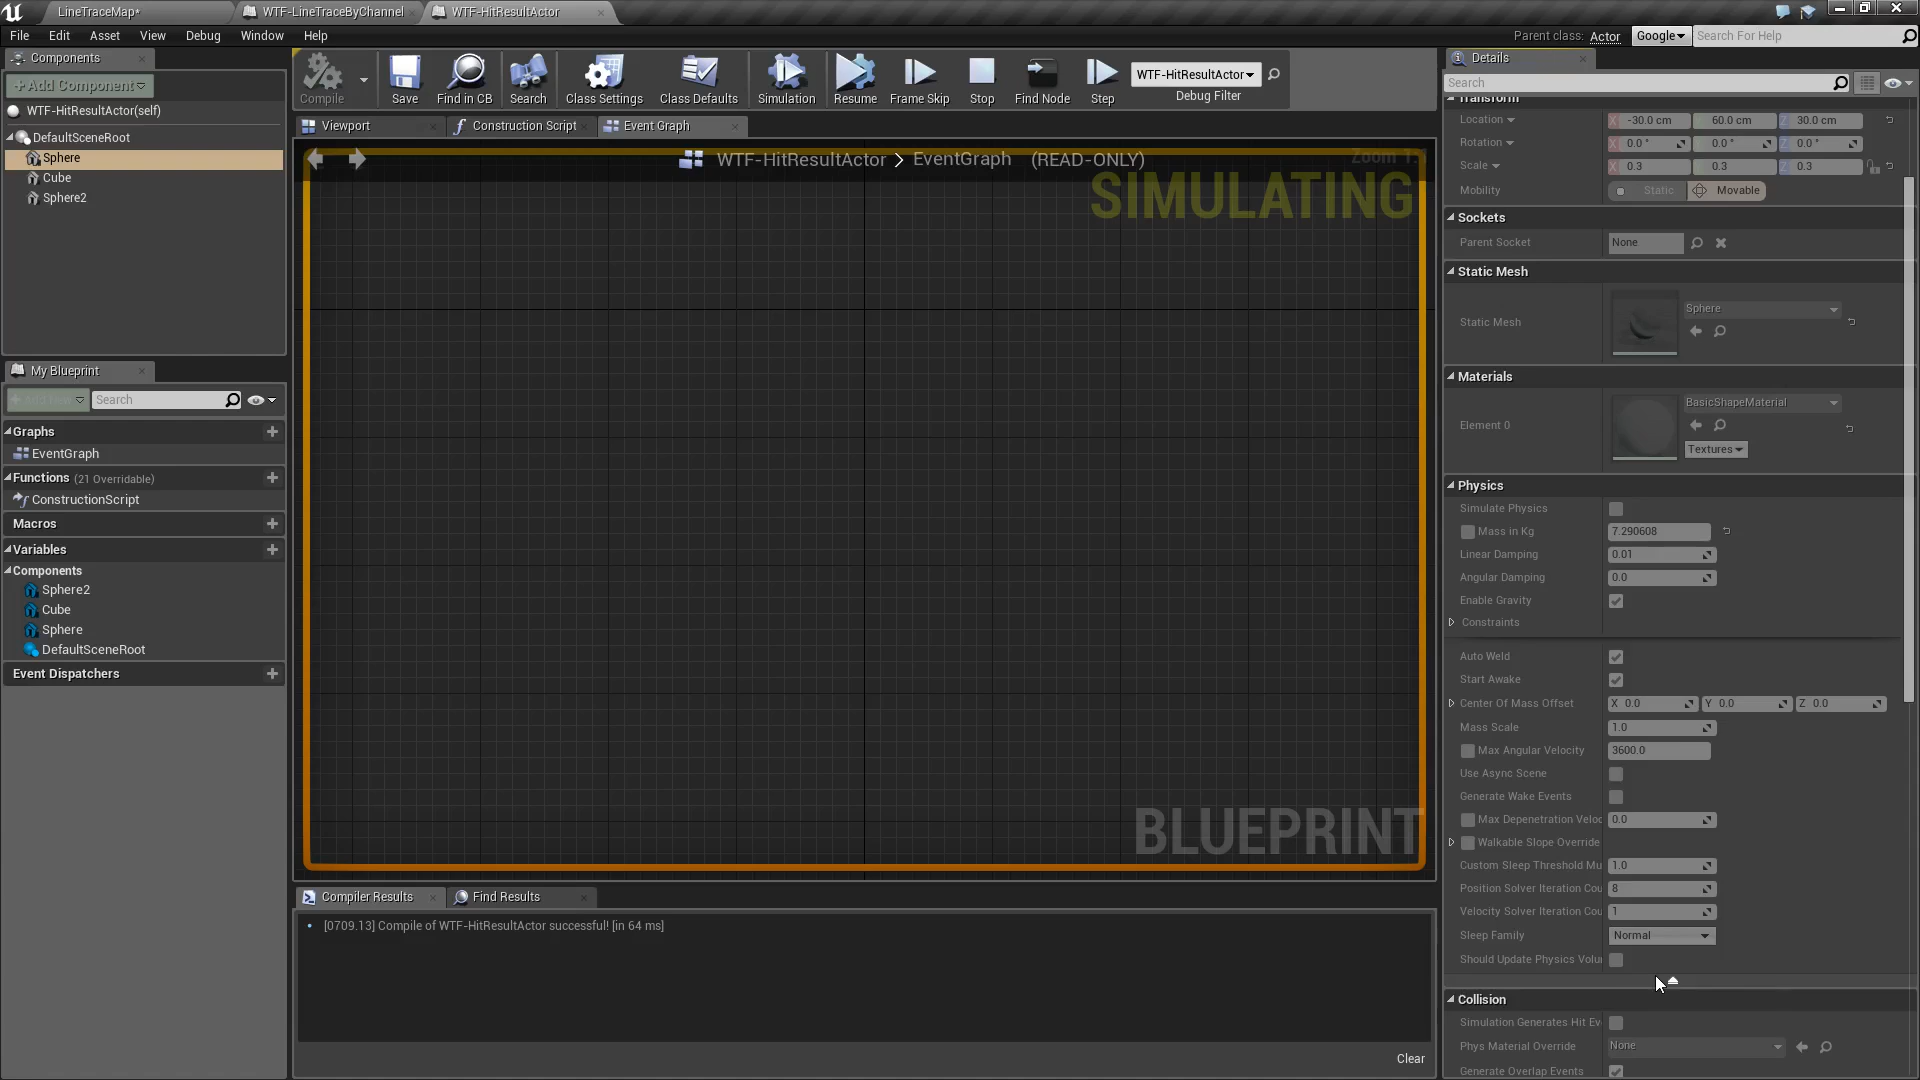 LineTraceMap*
WTF-LineTraceByChannel
WTF-HitResultActor
File
Edit
Asset
View
Debug
Window
Help
Parent class: Actor
Google
Search For Help
Components
+Add Component
WTF-HitResultActor(self)
DefaultSceneRoot
Sphere
Cube
Sphere2
My Blueprint
Search
Graphs
EventGraph
Functions (21 Overridable)
ConstructionScript
Macros
Variables
Components
Sphere2
Cube
Sphere
DefaultSceneRoot
Event Dispatchers
Compile
Save
Find in CB
Search
Class Settings
Class Defaults
Simulation
Resume
Frame Skip
Stop
Find Node
Step
WTF-HitResultActor
Debug Filter
Viewport
Construction Script
Event Graph
WTF-HitResultActor > EventGraph (READ-ONLY)
Zoom 1:1
SIMULATING
BLUEPRINT
Compiler Results
Find Results
• [0709.13] Compile of WTF-HitResultActor successful! [in 64 ms]
Clear
Details
Search
Transform
Location X -30.0 cm 60.0 cm Z 30.0 cm
Rotation X 0.0 ° 0.0 ° Z 0.0 °
Scale X 0.3 0.3 Z 0.3
Mobility Static Movable
Sockets
Parent Socket None
Static Mesh
Static Mesh Sphere
Materials
Element 0 BasicShapeMaterial
Textures
Physics
Simulate Physics
Mass in Kg 7.290608
Linear Damping 0.01
Angular Damping 0.0
Enable Gravity
Constraints
Auto Weld
Start Awake
Center Of Mass Offset X 0.0 Y 0.0 Z 0.0
Mass Scale 1.0
Max Angular Velocity 3600.0
Use Async Scene
Generate Wake Events
Max Depenetration Veloc 0.0
Walkable Slope Override
Custom Sleep Threshold Mu 1.0
Position Solver Iteration Cou 8
Velocity Solver Iteration Cou 1
Sleep Family Normal
Should Update Physics Volu
Collision
Simulation Generates Hit Ev
Phys Material Override None
Generate Overlap Events